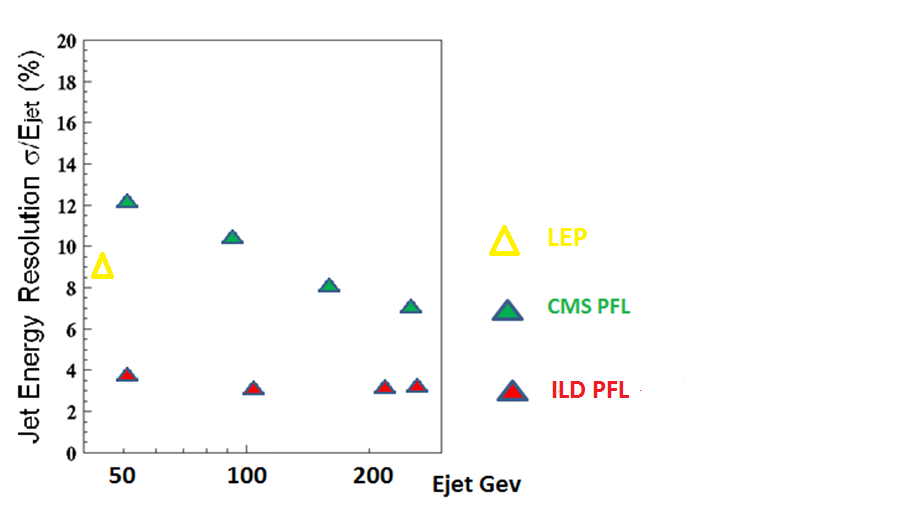 Jet Energy Resolution σ/Ejet (%)
20
18
16
14
12
10
8
6
4
2
0
50 100 200
Ejet Gev
LEP
CMS PFL
ILD PFL